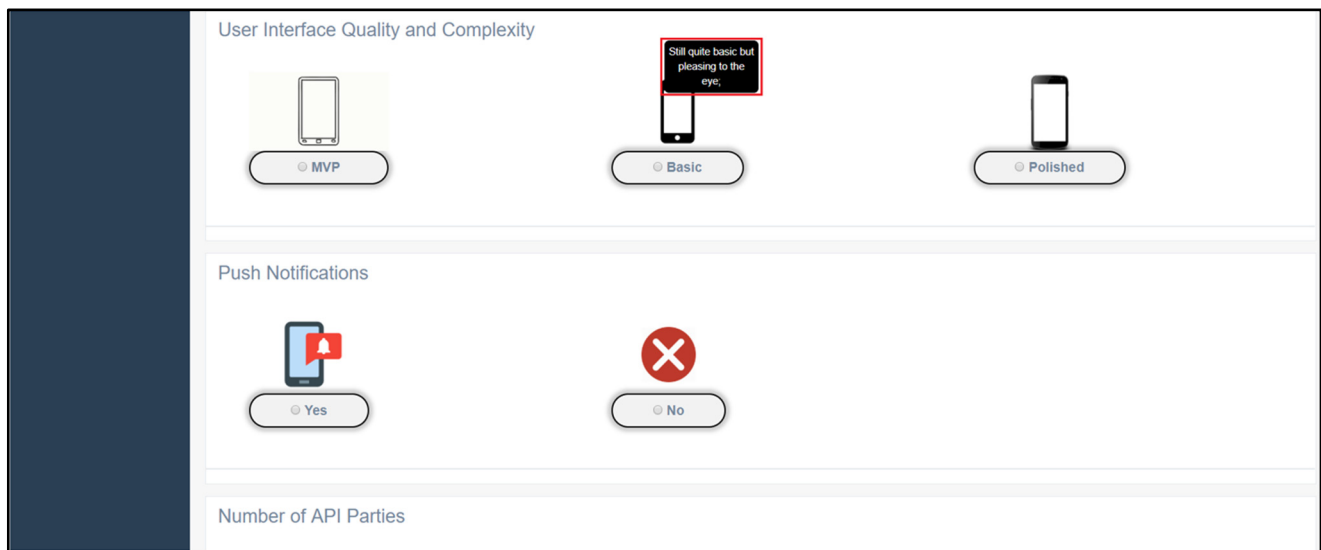 User Interface Quality and Complexity
Still quite basic but
pleasing to the
eye;
MVP
Basic
Polished
Push Notifications
Yes
No
Number of API Parties